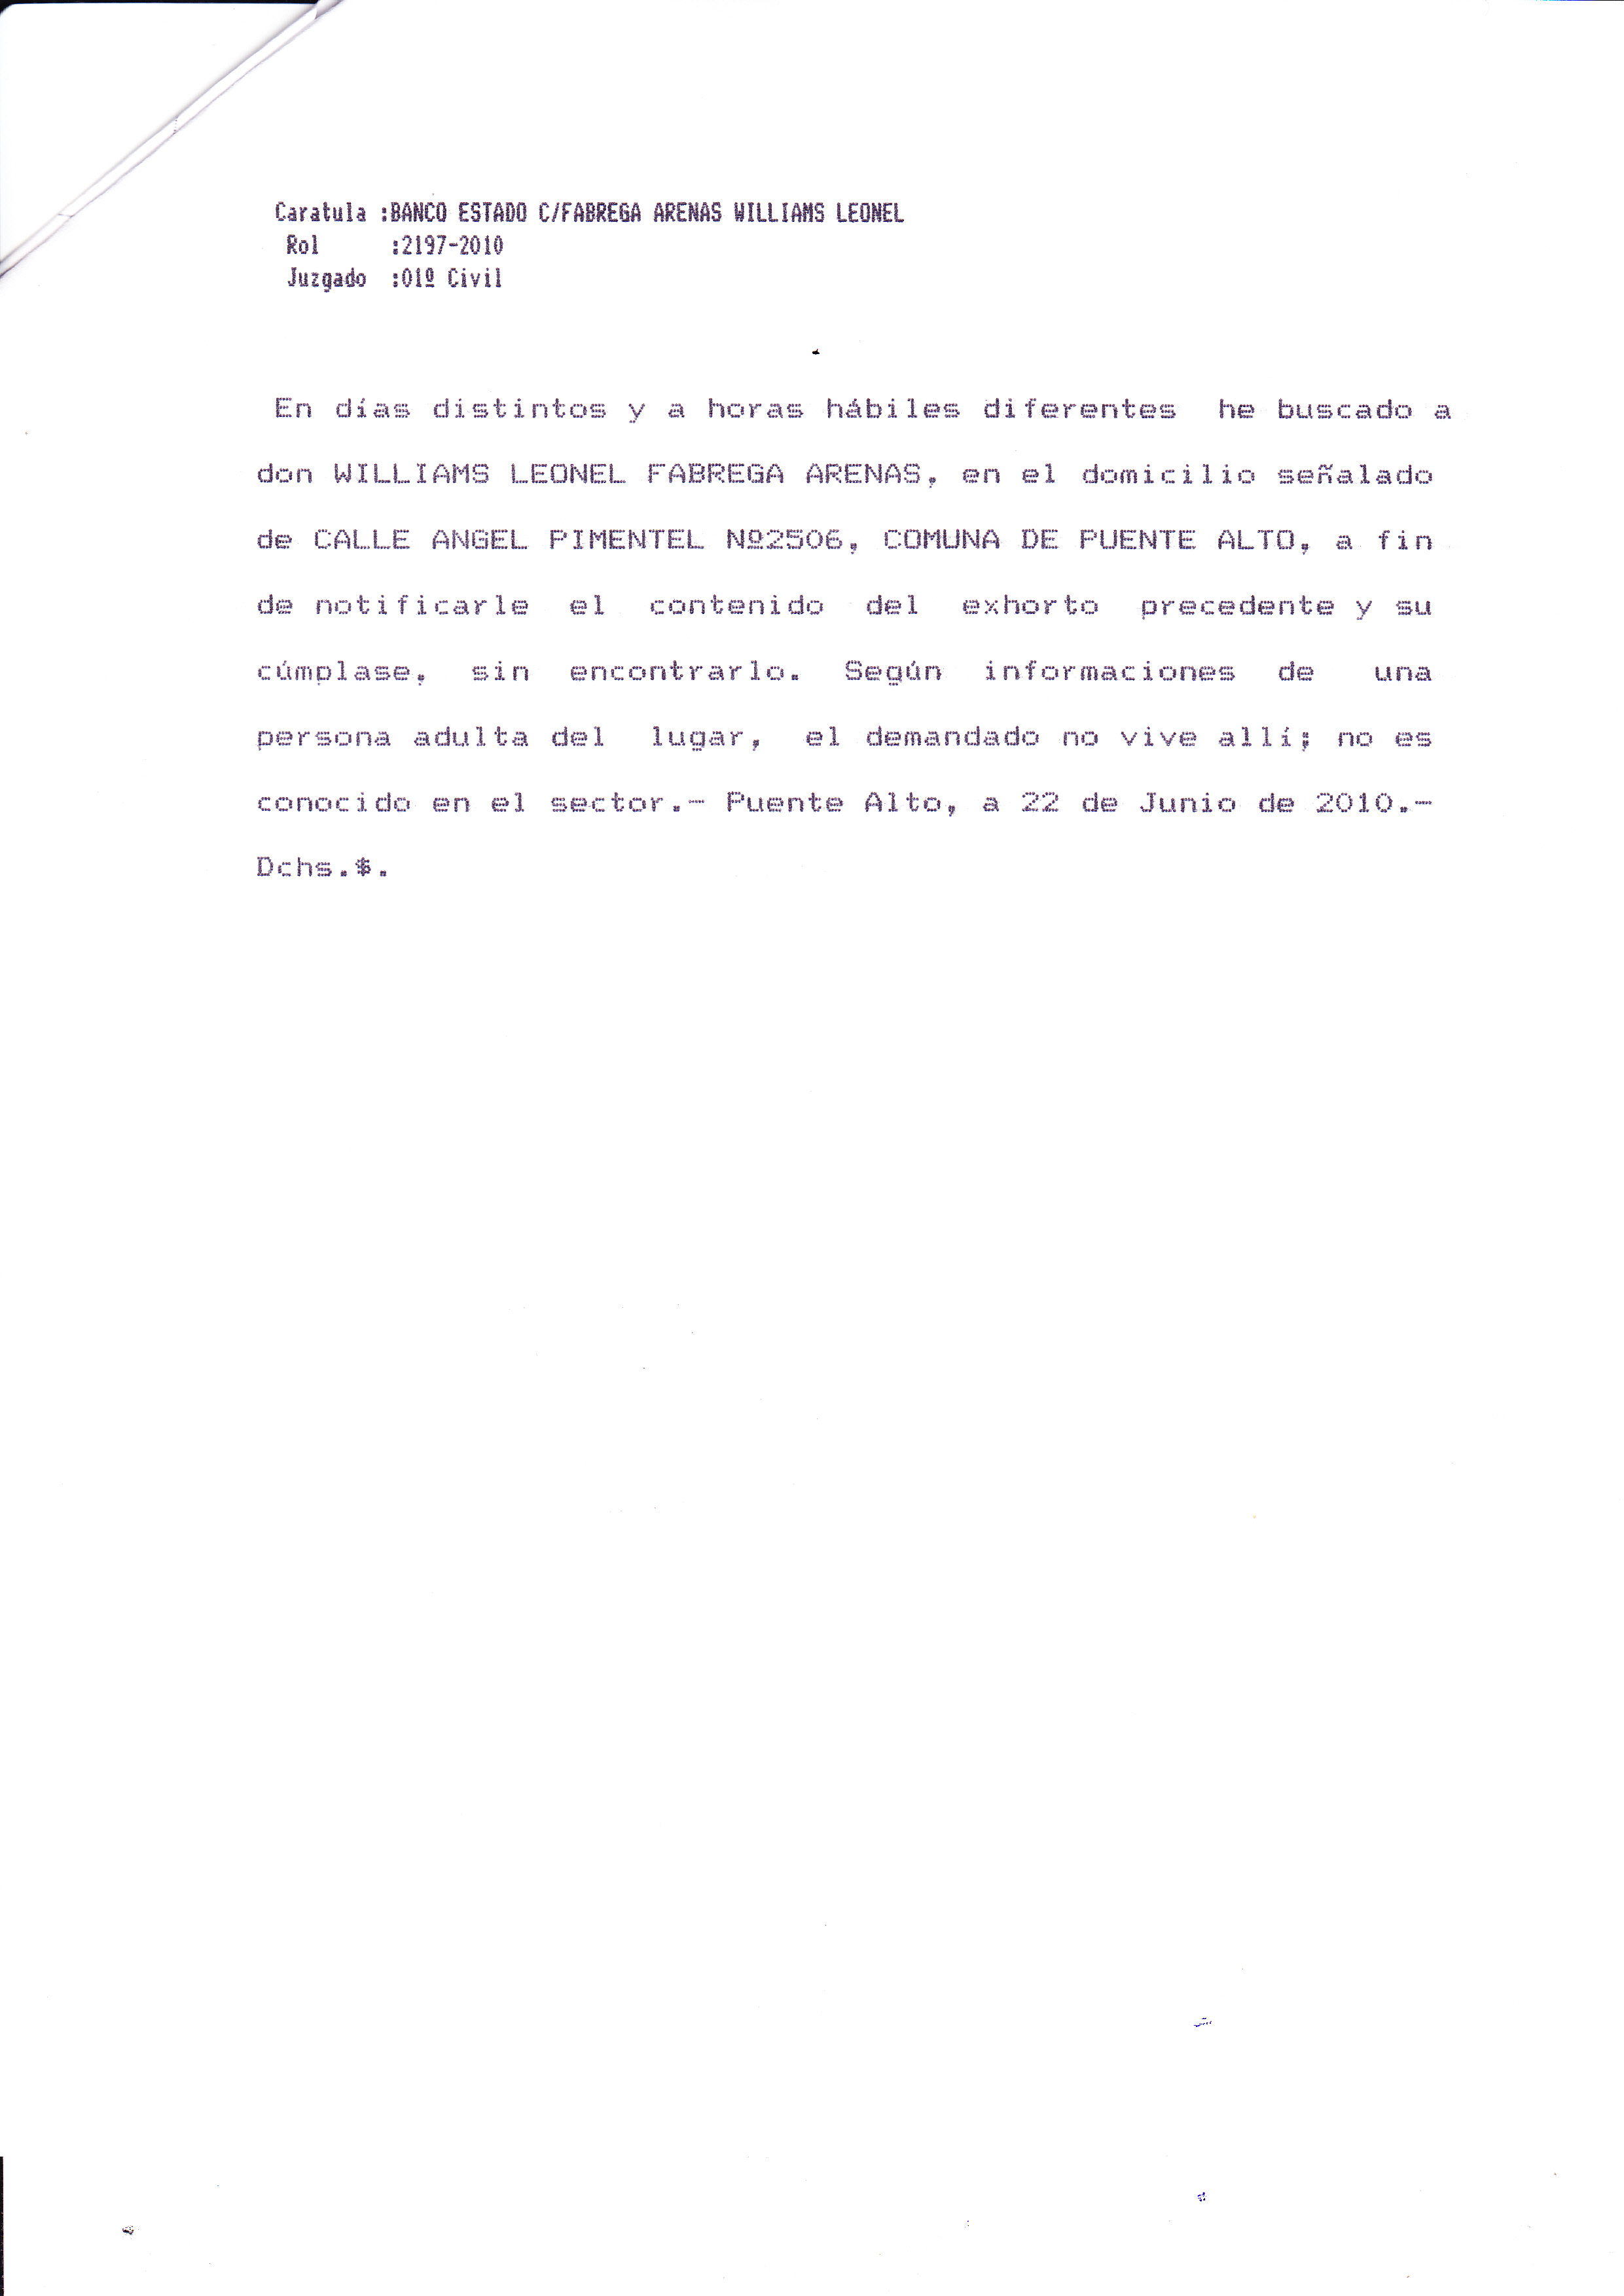 Caratula :BANCO ESTADO C/FABREGA ARENAS WILLIAMS LEONEL
Rol :2197-2010
Juzgado :01º Civil
En días distintos y a horas hábiles diferentes he buscado a
don WILLIAMS LEONEL FABREGA ARENAS, en el domicilio señalado
de CALLE ANGEL PIMENTEL Nº2506, COMUNA DE PUENTE ALTO, a fin
de notificarle el contenido del exhorto precedente y su
cúmplase, sin encontrarlo. Según informaciones de una
persona adulta del lugar, el demandado no vive allí; no es
conocido en el sector.- Puente Alto, a 22 de Junio de 2010.-
Dchs.$.